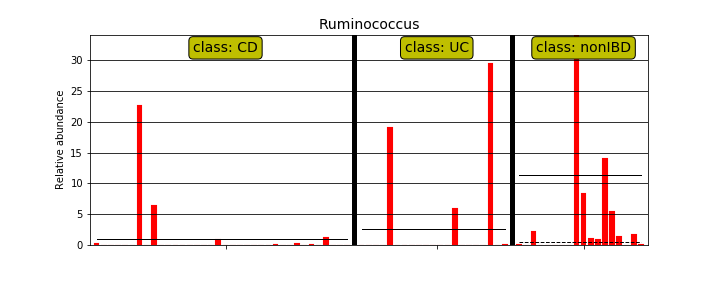 Ruminococcus
class: CD
class: UC
class: nonIBD
Relative abundance
30
25
20
15
10
5
0